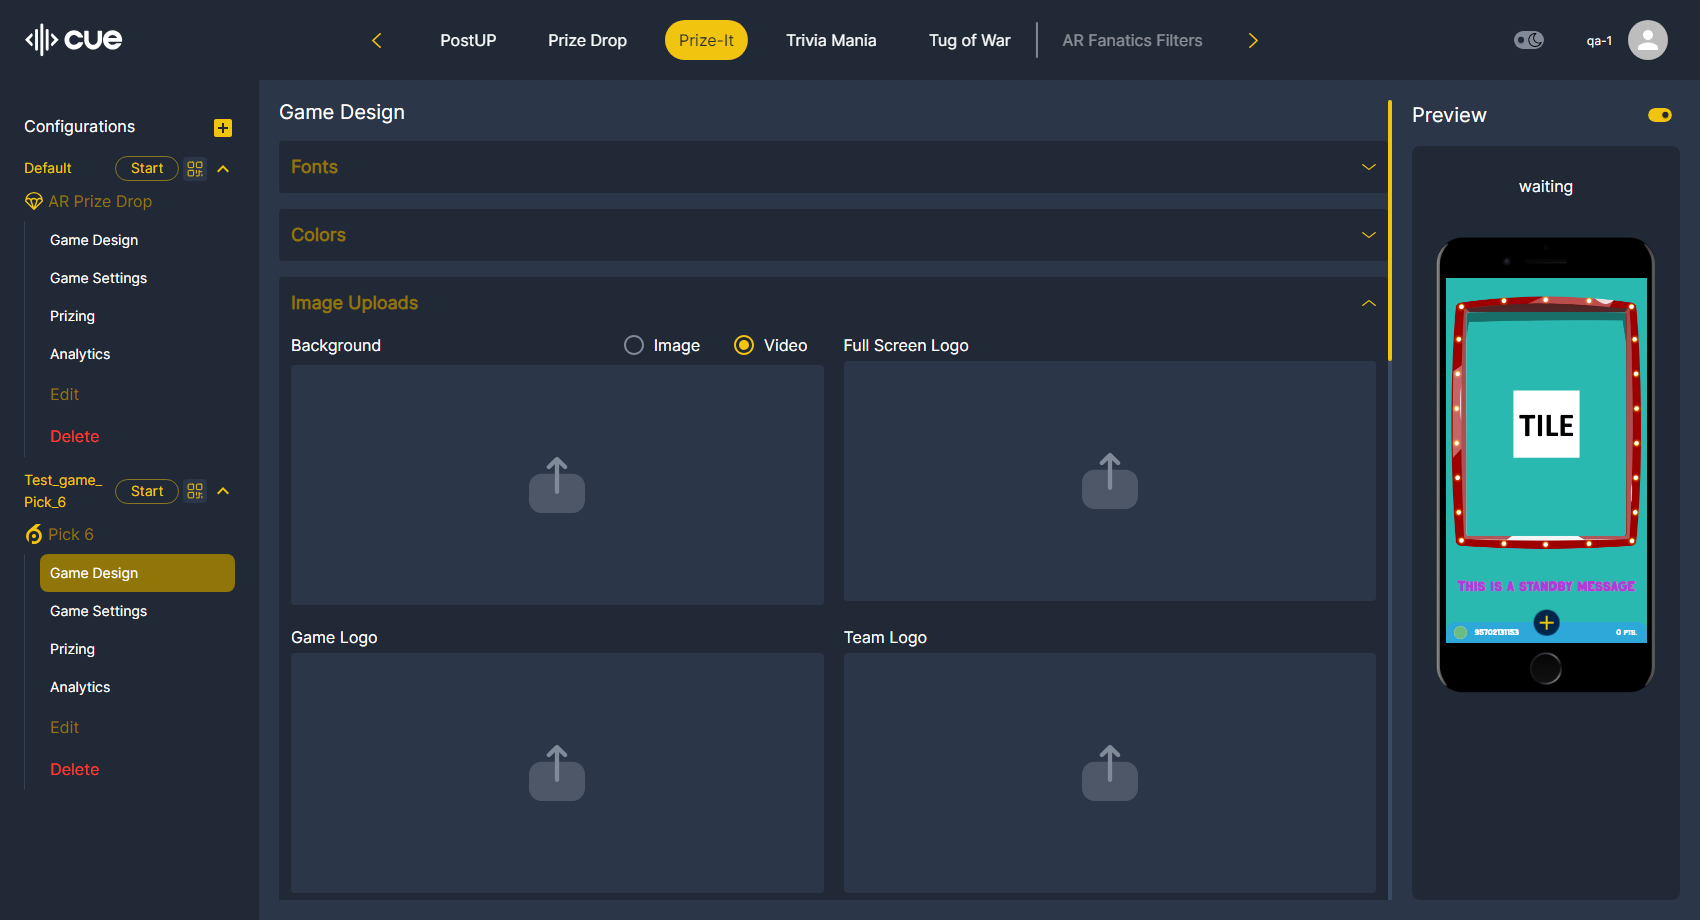 cue
PostUP
Prize Drop
Prize-It
Trivia Mania
Tug of War
AR Fanatics Filters
qa-1
Configurations
Default
Start
AR Prize Drop
Game Design
Game Settings
Prizing
Analytics
Edit
Delete
Test_game_
Pick_6
Start
Pick 6
Game Design
Game Settings
Prizing
Analytics
Edit
Delete
Game Design
Fonts
Colors
Image Uploads
Background
Image
Video
Full Screen Logo
Game Logo
Team Logo
Preview
waiting
TILE
THIS IS A STANDBY MESSAGE
95702131153
0 PTS.